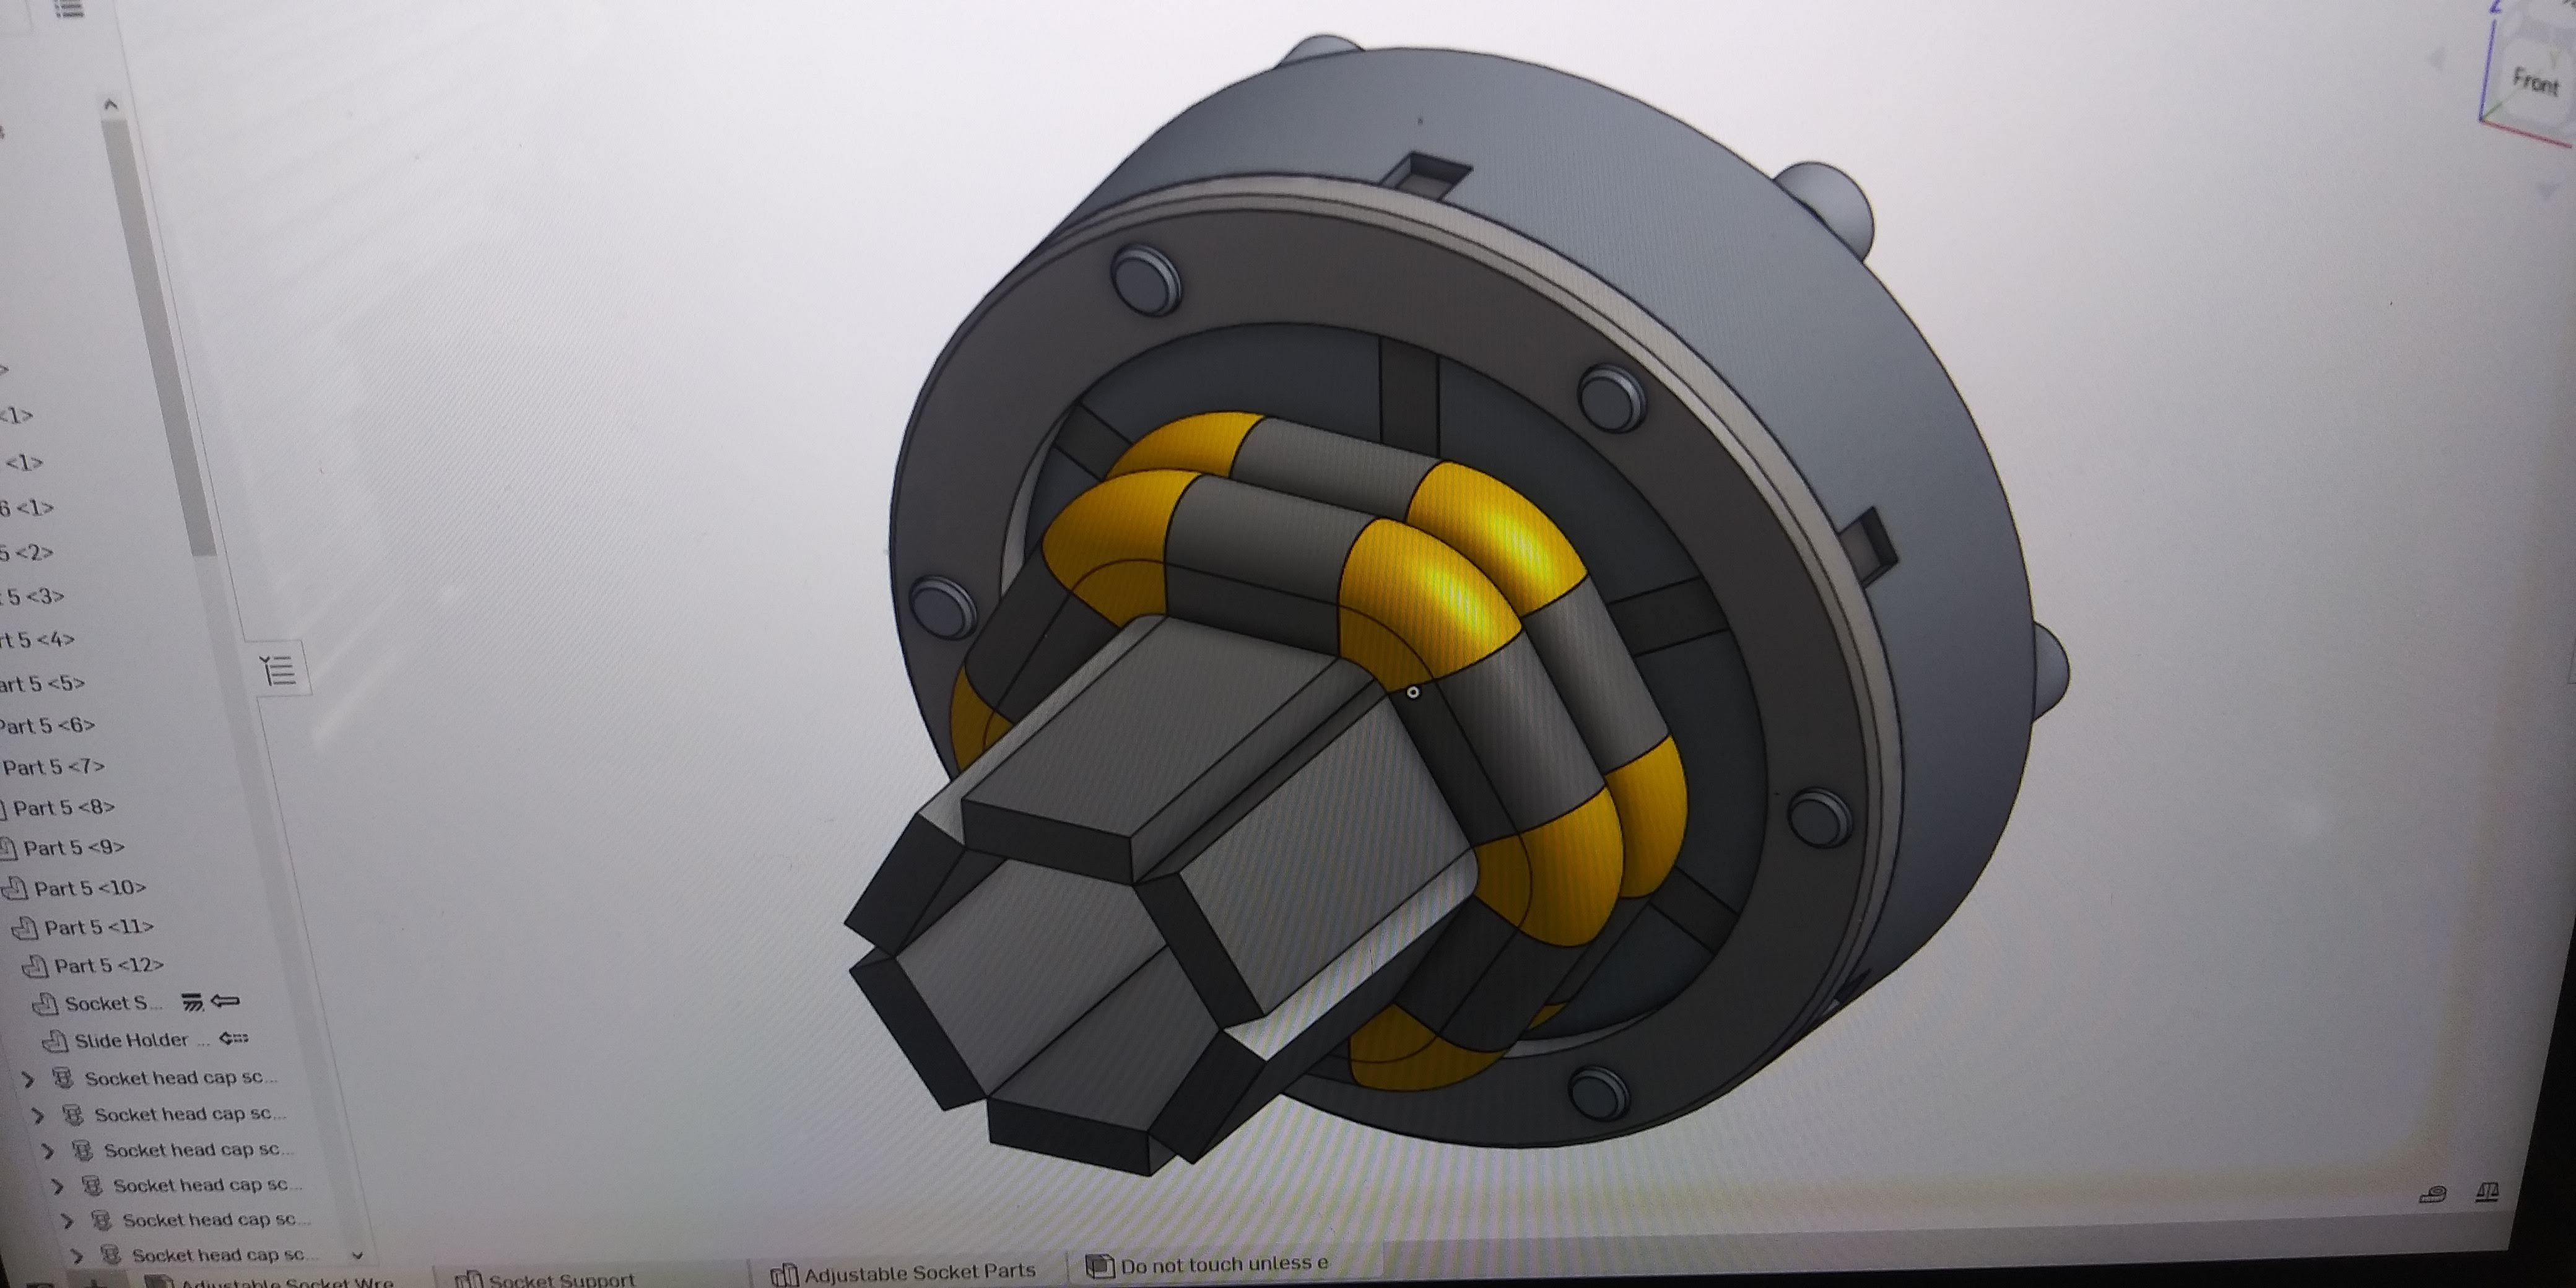 Front
<1>
<1>
6 <1>
5 <2>
5 <3>
rt 5 <4>
art 5 <5>
Part 5 <6>
Part 5 <7>
Part 5 <8>
Part 5 <9>
Part 5 <10>
Part 5 <11>
Part 5 <12>
Socket S...
Slide Holder ...
Socket head cap sc...
Socket head cap sc...
Socket head cap sc...
Socket head cap sc...
Socket head cap sc...
Socket head cap sc...
Adjustable Socket Wre
Socket Support
Adjustable Socket Parts
Do not touch unless e